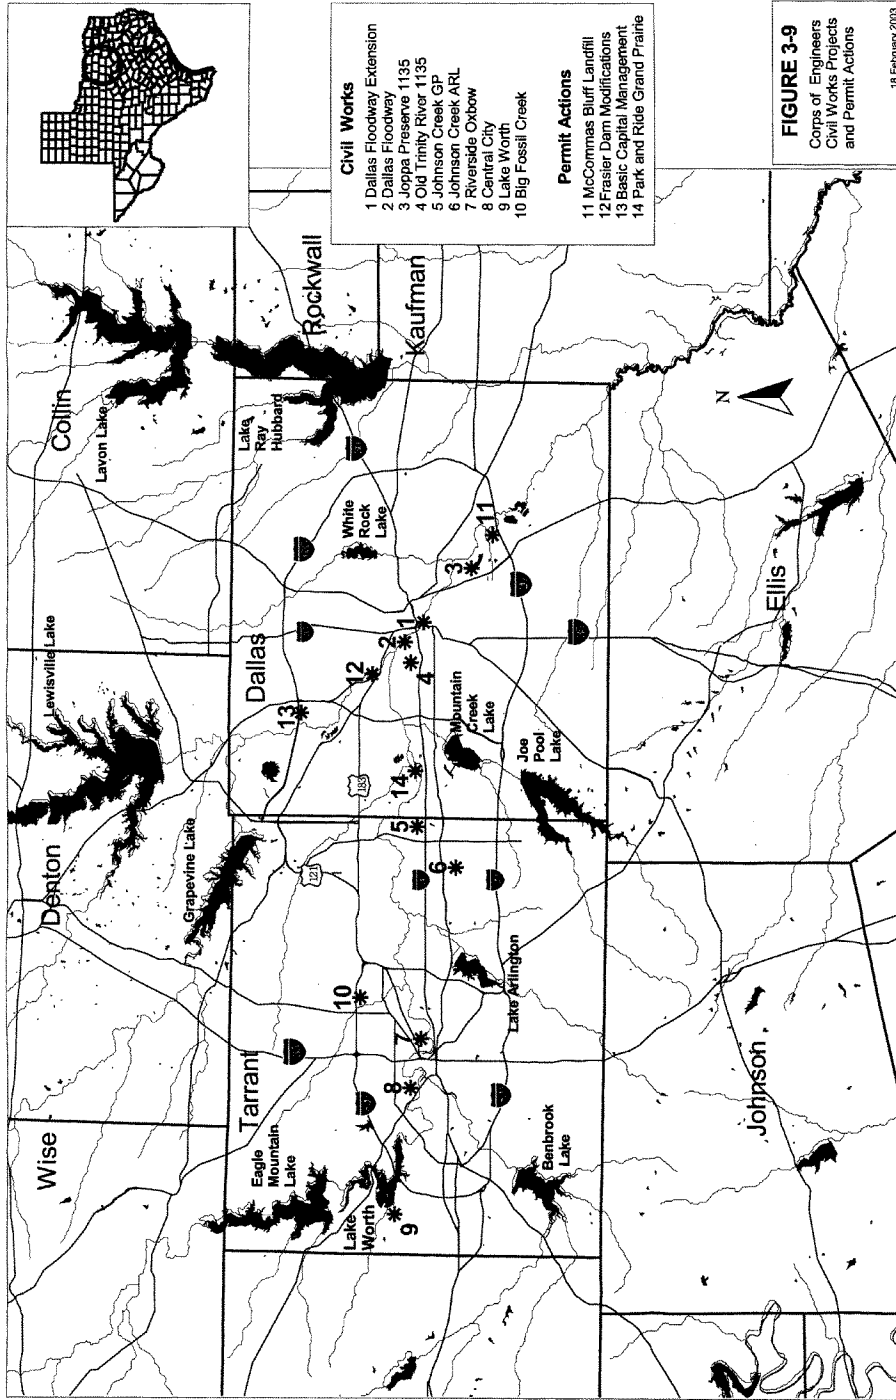 Wise
Denton
Collin
Lewisville Lake
Lavon Lake
Grapevine Lake
Rockwall
Kaufman
Lake
Ray
Hubbard
Tarrant
Dallas
Eagle
Mountain
Lake
White
Rock
Lake
Lake
Worth
Benbrook
Lake
Lake Arlington
Mountain
Creek
Lake
Joe
Pool
Lake
Johnson
Ellis
121
183
1
2
3
4
5
6
7
8
9
10
11
12
13
14
N
Civil Works
1 Dallas Floodway Extension
2 Dallas Floodway
3 Joppa Preserve 1135
4 Old Trinity River 1135
5 Johnson Creek GP
6 Johnson Creek ARL
7 Riverside Oxbow
8 Central City
9 Lake Worth
10 Big Fossil Creek
Permit Actions
11 McCommas Bluff Landfill
12 Frasier Dam Modifications
13 Basic Capital Management
14 Park and Ride Grand Prairie
FIGURE 3-9
Corps of Engineers
Civil Works Projects
and Permit Actions
18 February 2003